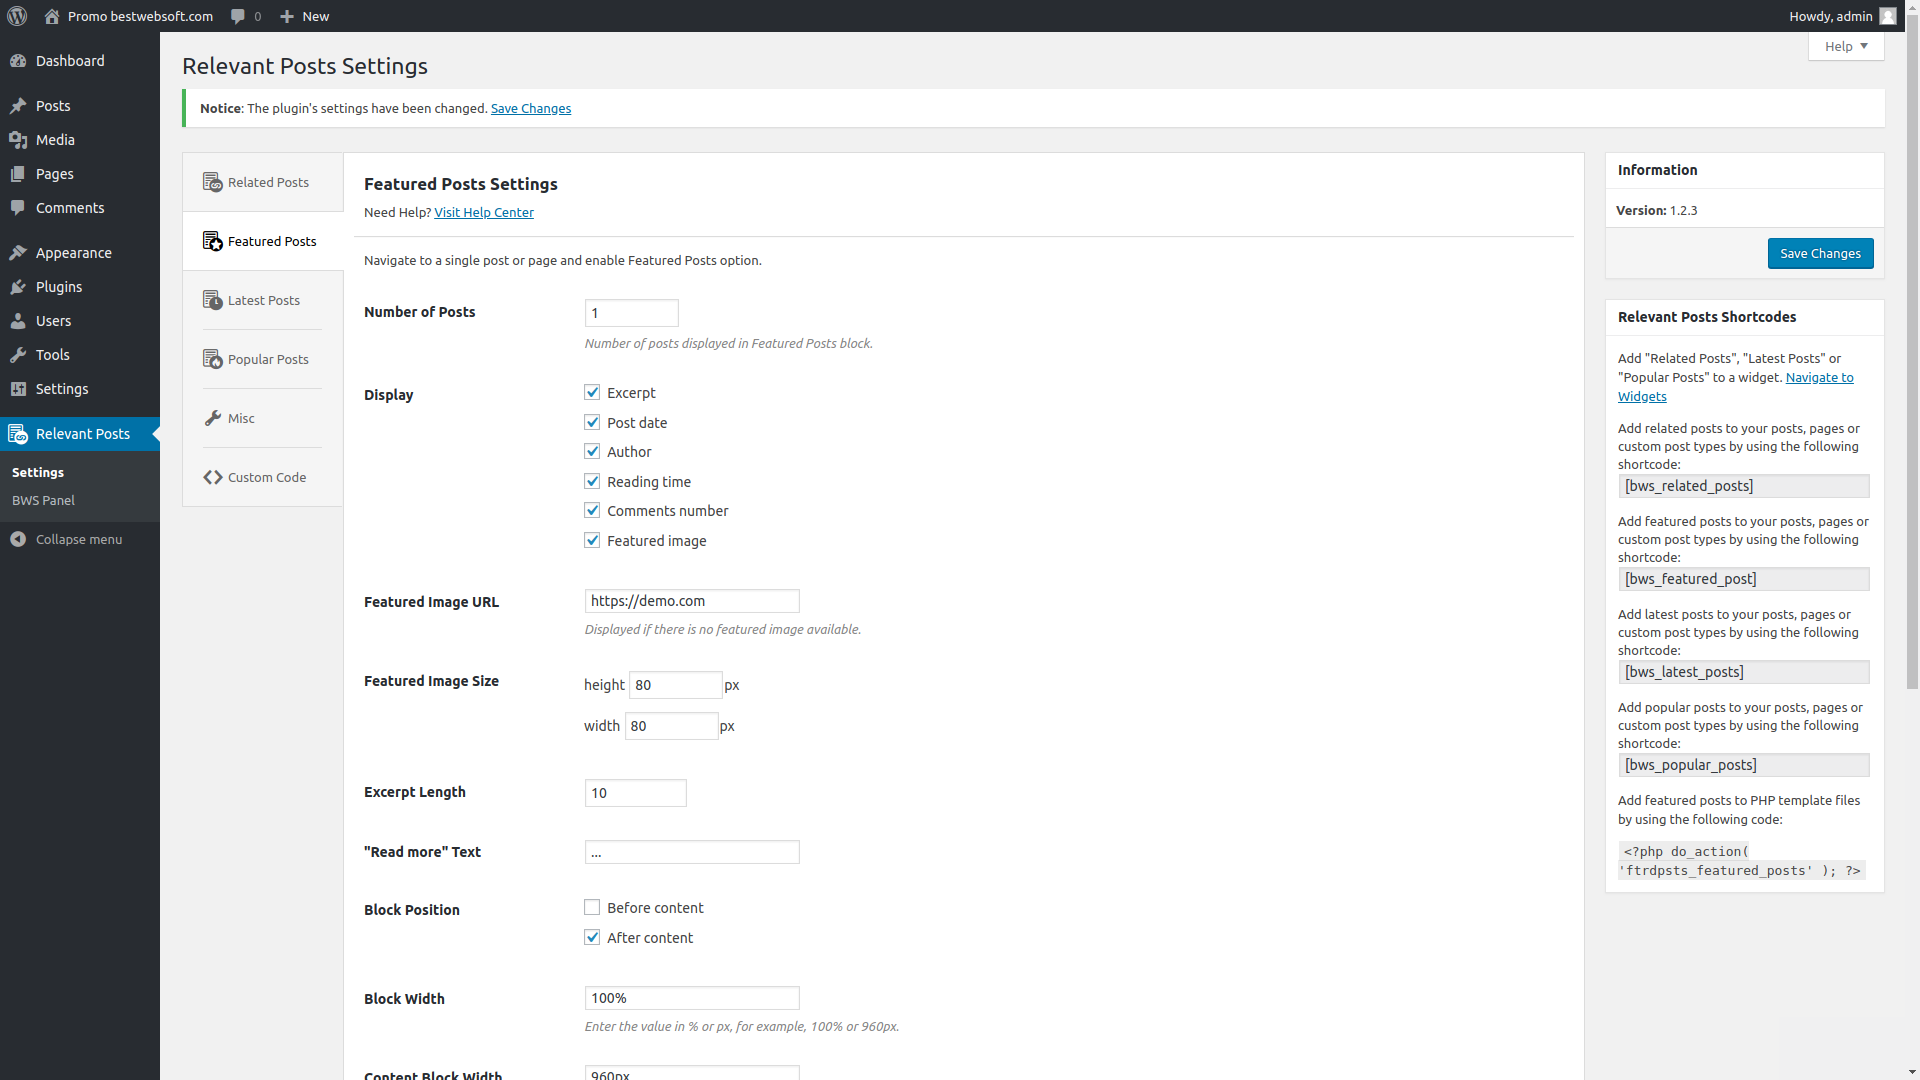 Promo bestwebsoft.com 0 New Howdy, admin
Help
Dashboard
Posts
Media
Pages
Comments
Appearance
Plugins
Users
Tools
Settings
Relevant Posts
Settings
BWS Panel
Collapse menu
Relevant Posts Settings
Notice: The plugin's settings have been changed. Save Changes
Related Posts
Featured Posts
Latest Posts
Popular Posts
Misc
Custom Code
Featured Posts Settings
Need Help? Visit Help Center
Navigate to a single post or page and enable Featured Posts option.
Number of Posts
1
Number of posts displayed in Featured Posts block.
Display
Excerpt
Post date
Author
Reading time
Comments number
Featured image
Featured Image URL
https://demo.com
Displayed if there is no featured image available.
Featured Image Size
height 80 px
width 80 px
Excerpt Length
10
"Read more" Text
...
Block Position
Before content
After content
Block Width
100%
Enter the value in % or px, for example, 100% or 960px.
Content Block Width
960px
Information
Version: 1.2.3
Save Changes
Relevant Posts Shortcodes
Add "Related Posts", "Latest Posts" or
"Popular Posts" to a widget. Navigate to
Widgets
Add related posts to your posts, pages or
custom post types by using the following
shortcode:
[bws_related_posts]
Add featured posts to your posts, pages or
custom post types by using the following
shortcode:
[bws_featured_post]
Add latest posts to your posts, pages or
custom post types by using the following
shortcode:
[bws_latest_posts]
Add popular posts to your posts, pages or
custom post types by using the following
shortcode:
[bws_popular_posts]
Add featured posts to PHP template files
by using the following code:
<?php do_action(
'ftrdpsts_featured_posts' ); ?>